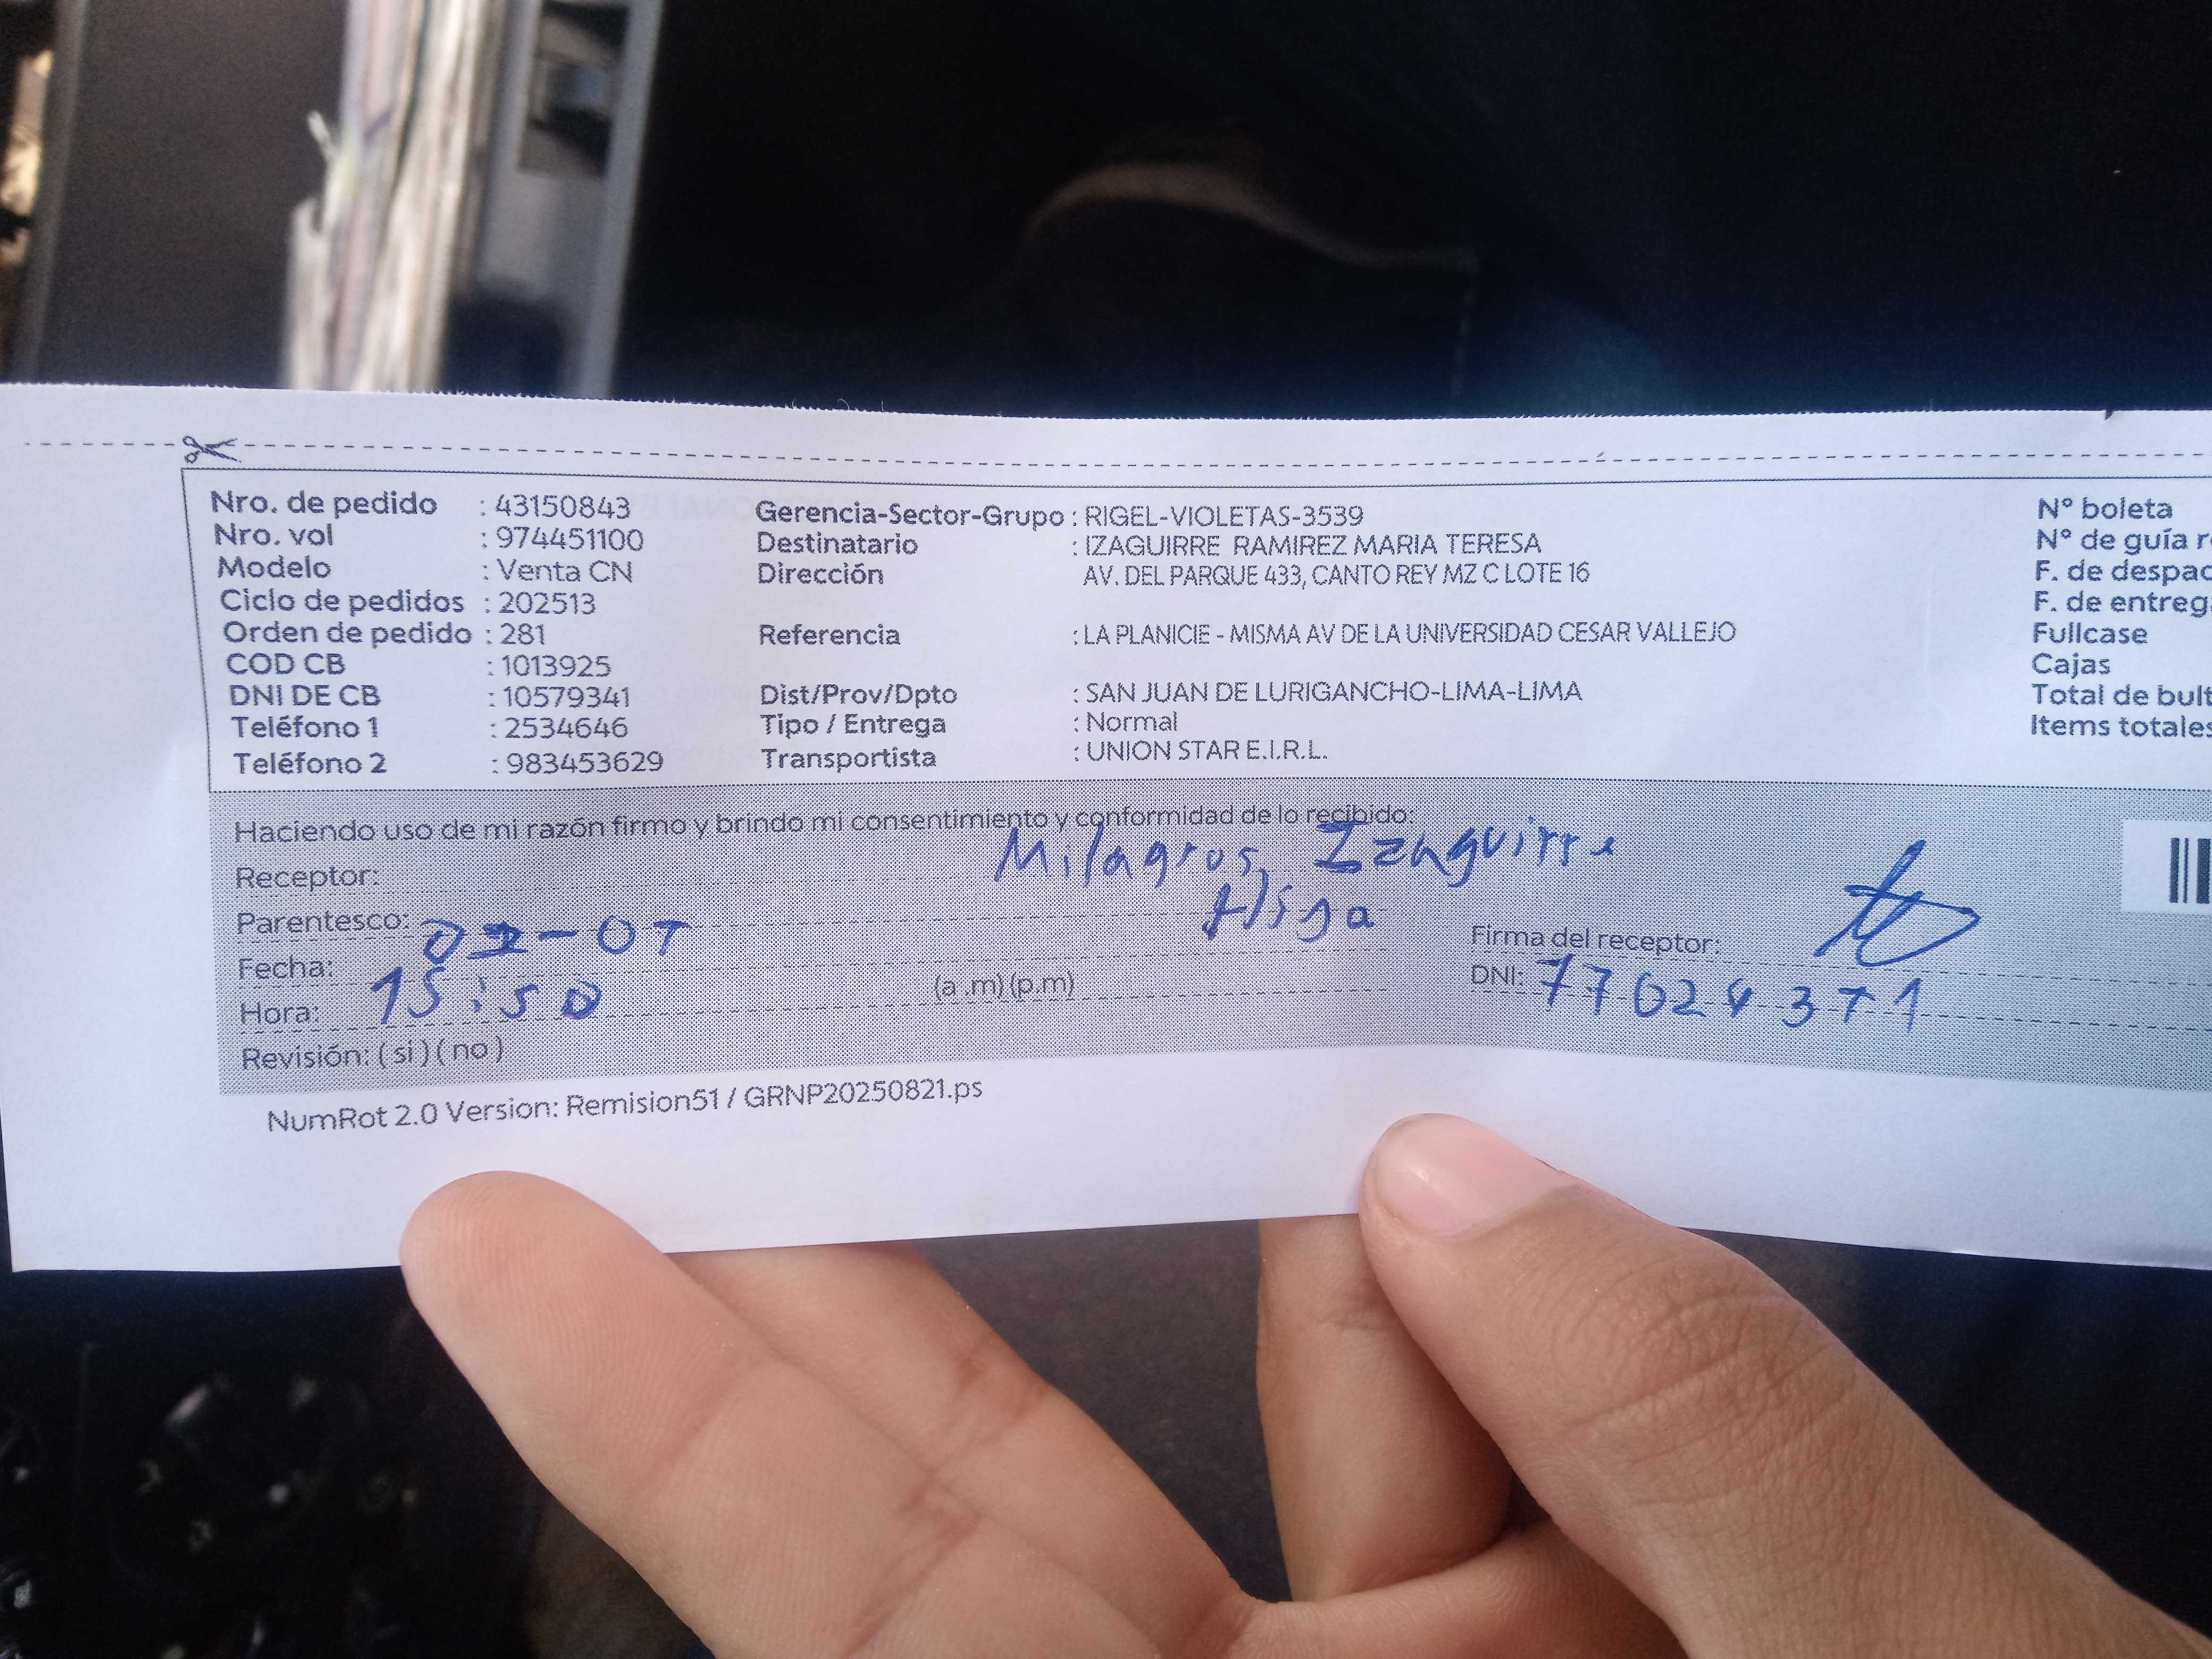 Nro. de pedido : 43150843
Nro. vol : 974451100
Modelo : Venta CN
Ciclo de pedidos : 202513
Orden de pedido : 281
COD CB : 1013925
DNI DE CB : 10579341
Teléfono 1 : 2534646
Teléfono 2 : 983453629
Gerencia-Sector-Grupo : RIGEL-VIOLETAS-3539
Destinatario : IZAGUIRRE RAMIREZ MARIA TERESA
Dirección AV. DEL PARQUE 433, CANTO REY MZ C LOTE 16
Referencia : LA PLANICIE - MISMA AV DE LA UNIVERSIDAD CESAR VALLEJO
Dist/Prov/Dpto : SAN JUAN DE LURIGANCHO-LIMA-LIMA
Tipo / Entrega : Normal
Transportista : UNION STAR E.I.R.L.
N° boleta
N° de guía
F. de despac
F. de entreg
Fullcase
Cajas
Total de bult
Items totales
Haciendo uso de mi razón firmo y brindo mi consentimiento y conformidad de lo recibido:
Receptor: Milagros Izaguirre
Parentesco: Hija
Fecha:
Hora: 15:50 (a .m) (p.m)
Revisión: ( si ) ( no )
Firma del receptor:
DNI: 77624371
NumRot 2.0 Version: Remision51 / GRNP20250821.ps